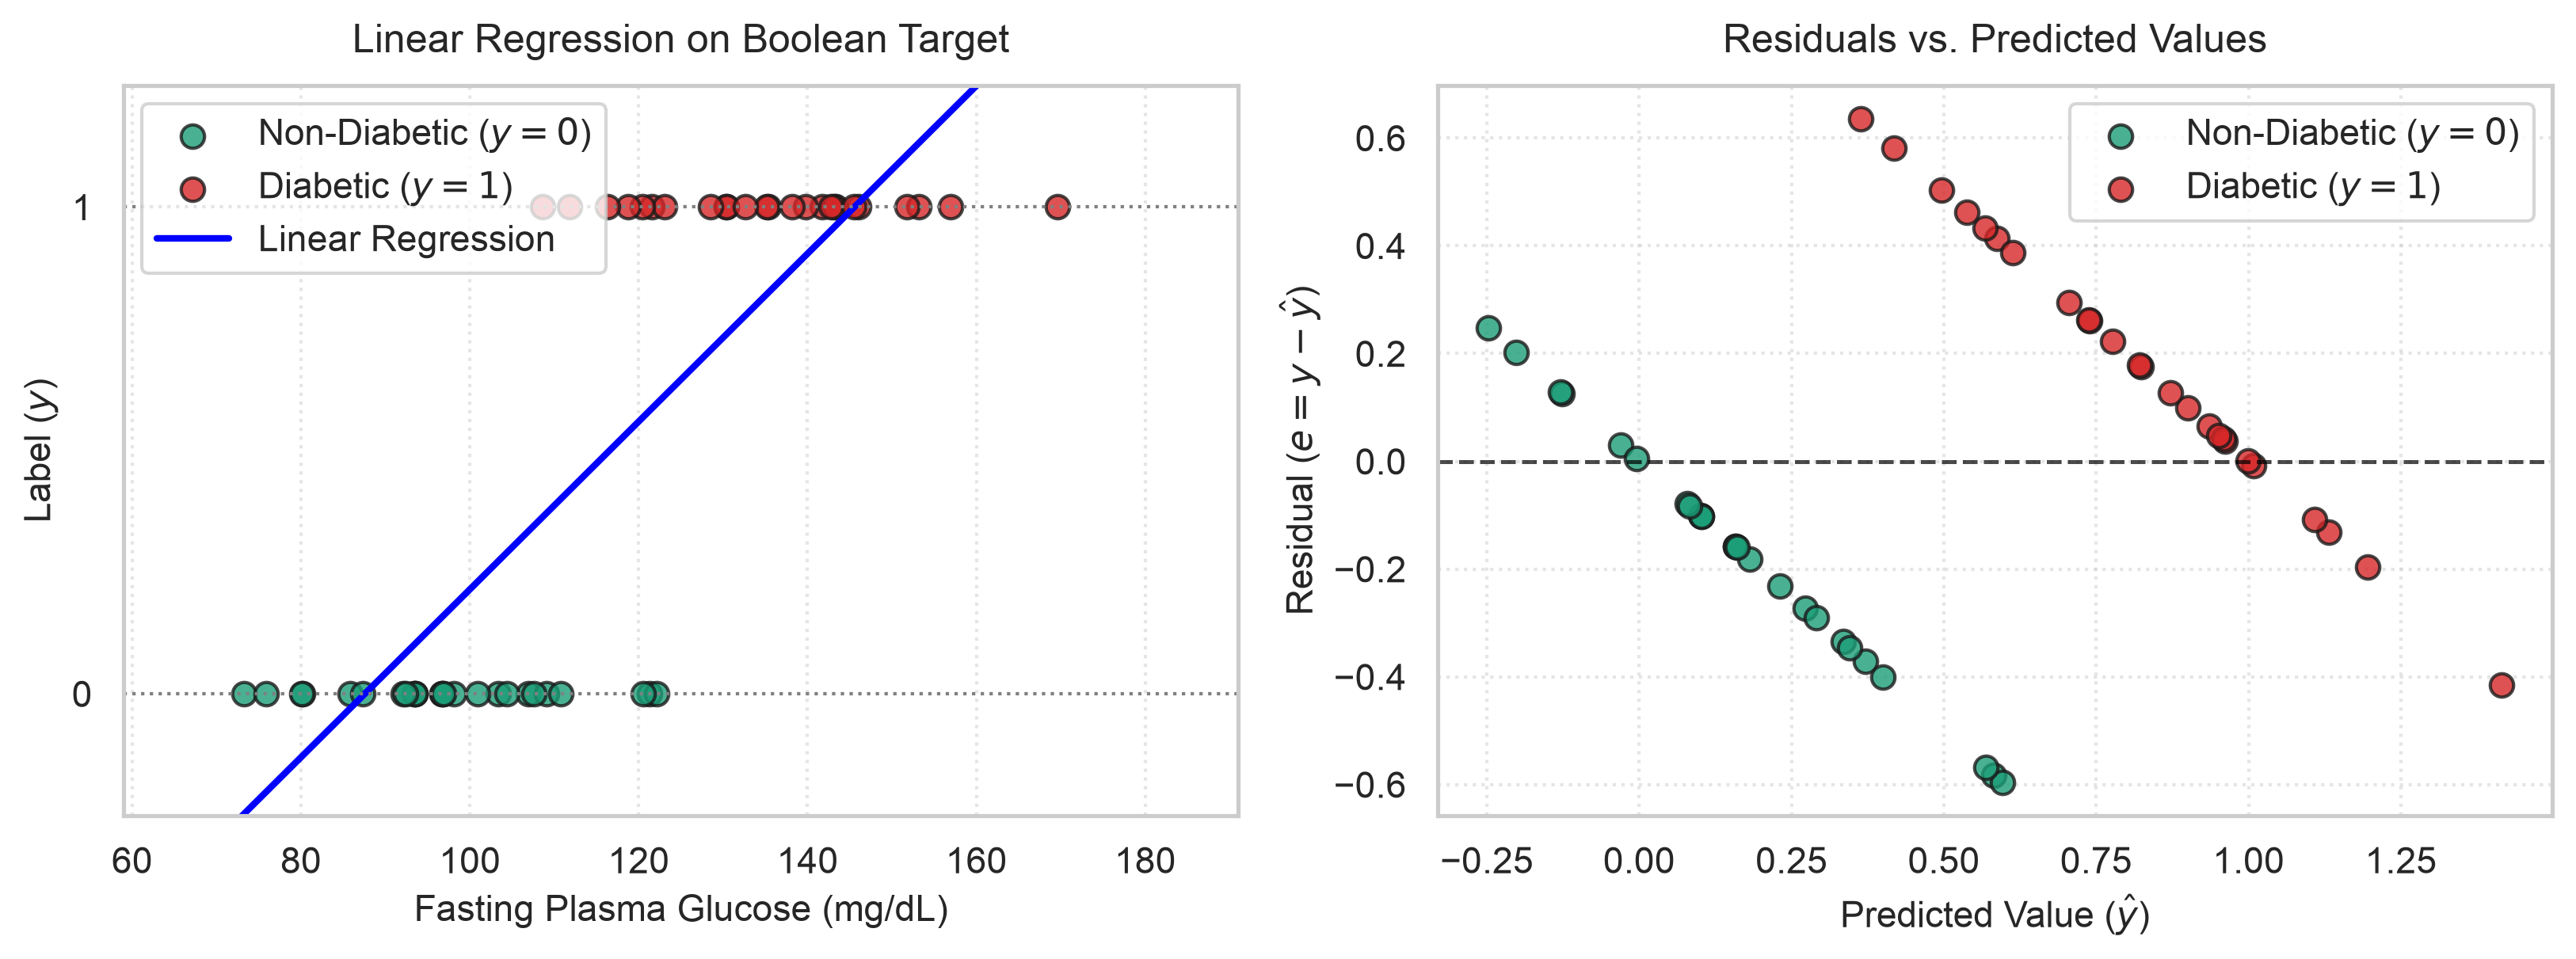 Linear Regression on Boolean Target
Non-Diabetic (y = 0)
Diabetic (y = 1)
Linear Regression
1
0
Label (y)
60 80 100 120 140 160 180
Fasting Plasma Glucose (mg/dL)
Residuals vs. Predicted Values
Non-Diabetic (y = 0)
Diabetic (y = 1)
0.6
0.4
0.2
0.0
−0.2
−0.4
−0.6
Residual (e = y − ŷ)
−0.25 0.00 0.25 0.50 0.75 1.00 1.25
Predicted Value (ŷ)